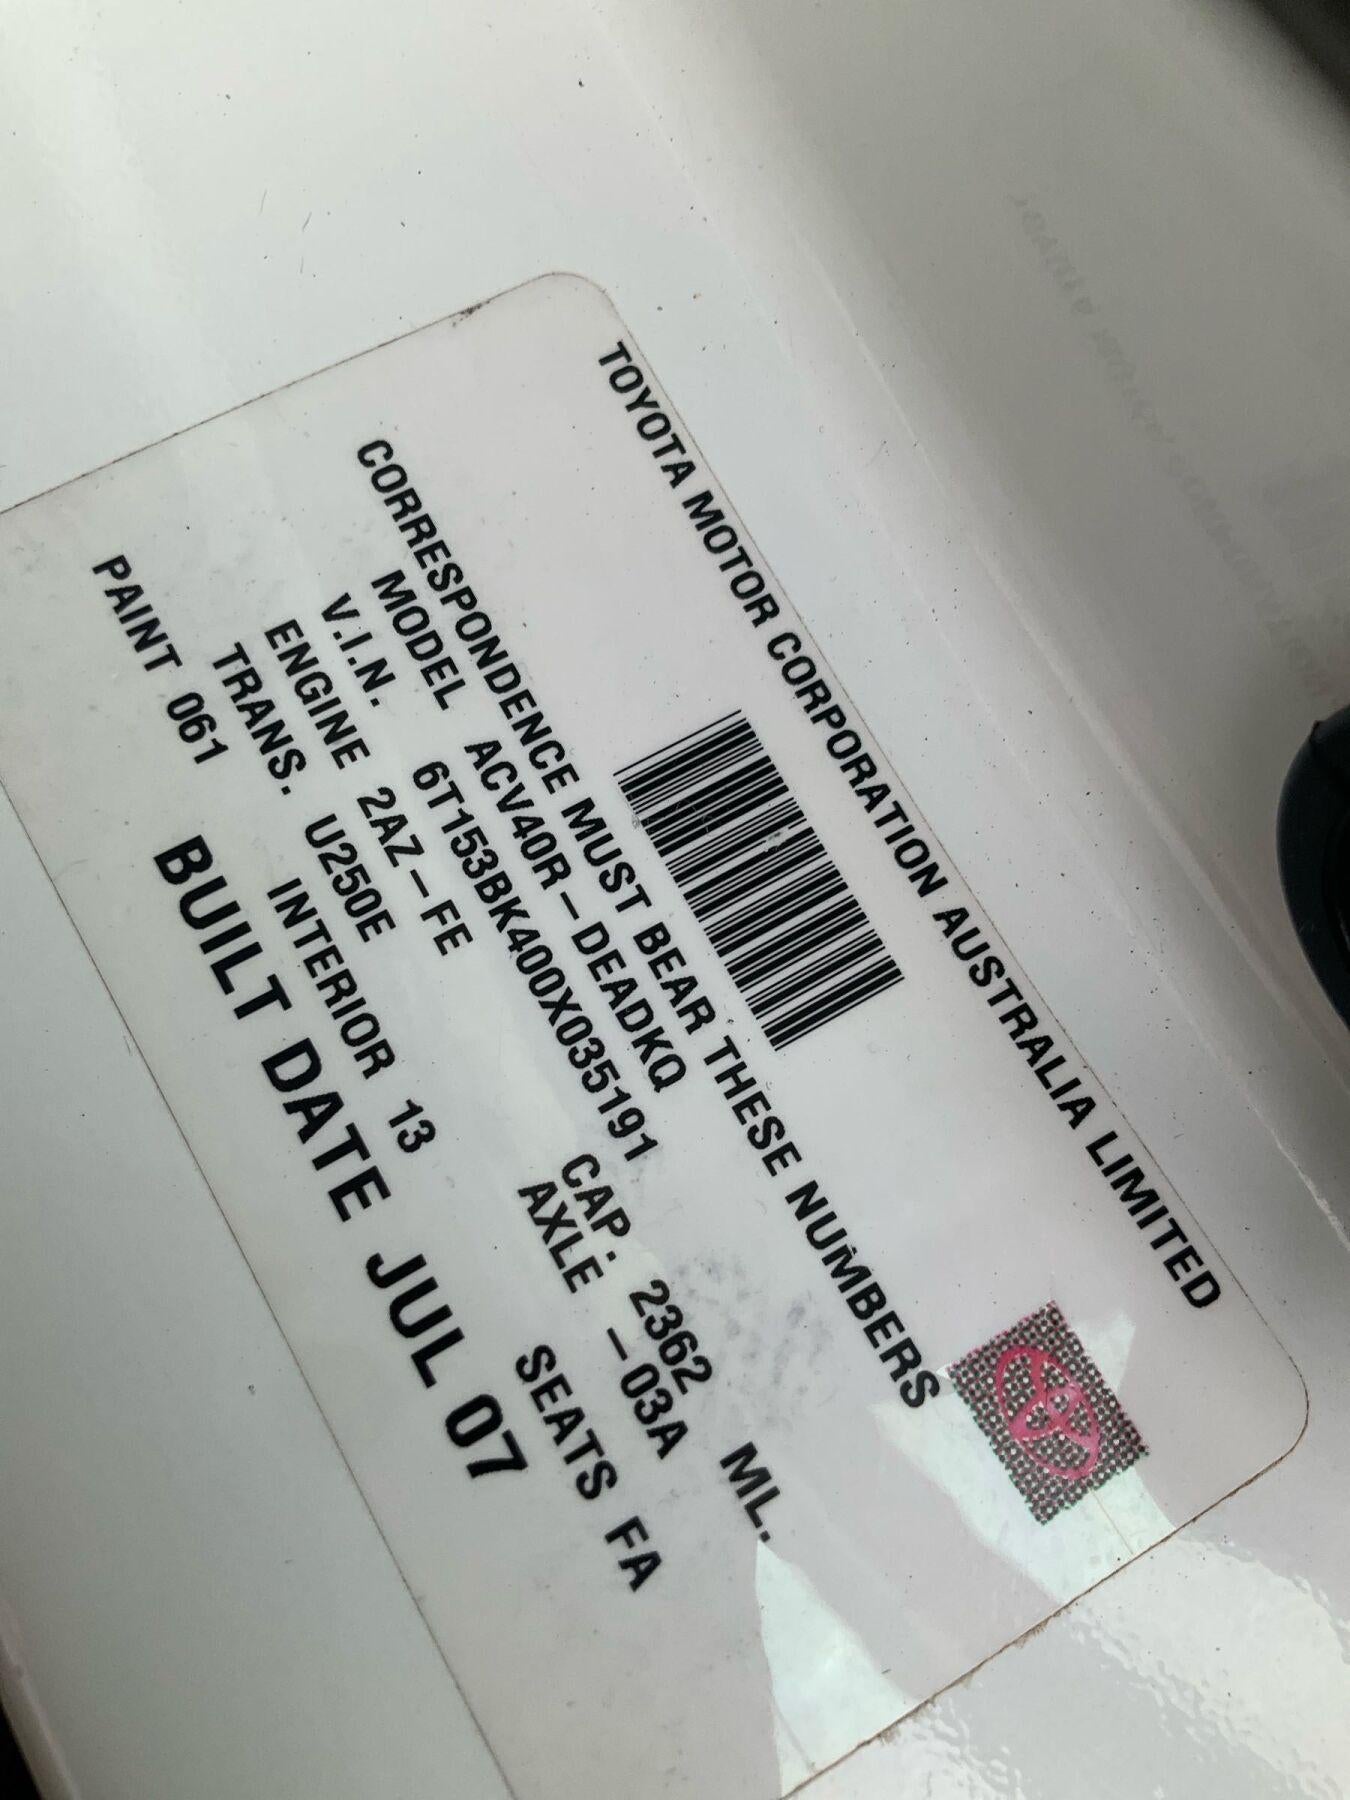 TOYOTA MOTOR CORPORATION AUSTRALIA LIMITED
CORRESPONDENCE MUST BEAR THESE NUMBERS
MODEL ACV40R-DEADKQ
V.I.N. 6T153BK400X035191
ENGINE 2AZ-FE CAP. 2362 ML.
TRANS. U250E AXLE -03A
PAINT 061 INTERIOR 13 SEATS FA
BUILT DATE JUL 07